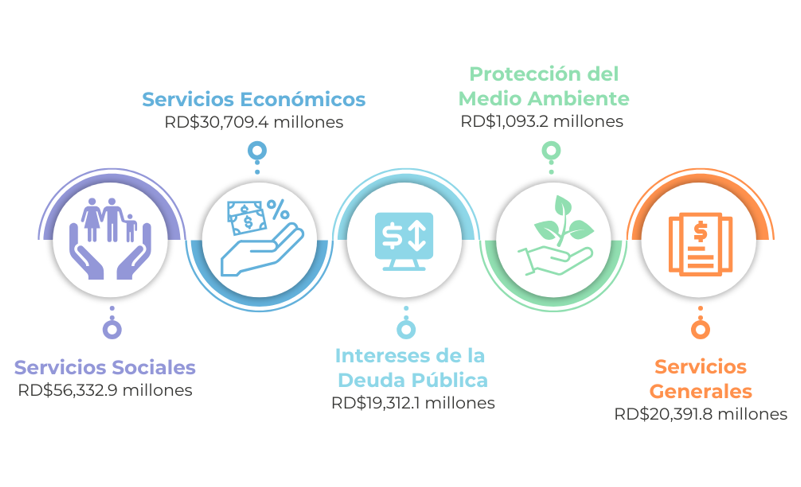 Servicios Sociales
RD$56,332.9 millones
Servicios Económicos
RD$30,709.4 millones
%
$
$
Intereses de la
Deuda Pública
RD$19,312.1 millones
Protección del
Medio Ambiente
RD$1,093.2 millones
$
Servicios
Generales
RD$20,391.8 millones